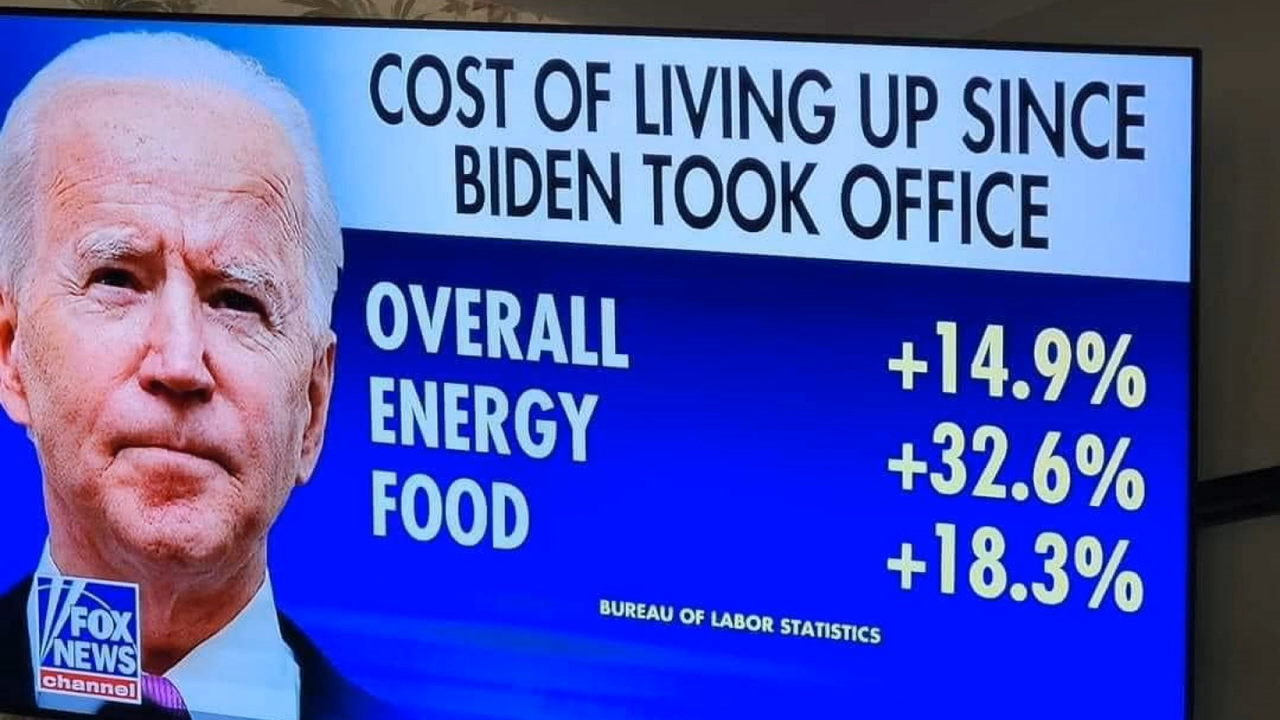 COST OF LIVING UP SINCE
BIDEN TOOK OFFICE
OVERALL +14.9%
ENERGY +32.6%
FOOD +18.3%
BUREAU OF LABOR STATISTICS
FOX
NEWS
channel